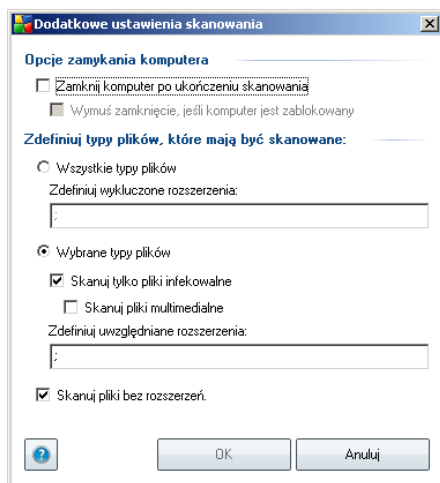 Dodatkowe ustawienia skanowania
Opcje zamykania komputera
Zamknij komputer po ukończeniu skanowania
Wymuś zamknięcie, jeśli komputer jest zablokowany
Zdefiniuj typy plików, które mają być skanowane:
Wszystkie typy plików
Zdefiniuj wykluczone rozszerzenia:
;
Wybrane typy plików
Skanuj tylko pliki infekowalne
Skanuj pliki multimedialne
Zdefiniuj uwzględniane rozszerzenia:
;
Skanuj pliki bez rozszerzeń.
? OK Anuluj